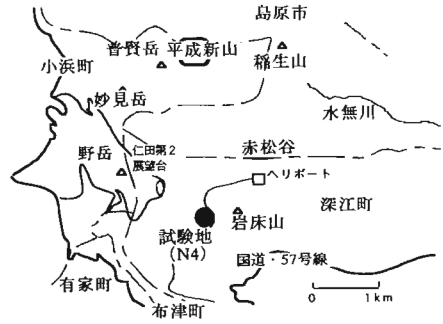 島原市
普賢岳
平成新山
稲生山
小浜町
妙見岳
水無川
仁田第2
展望台
野岳
赤松谷
ヘリポート
深江町
岩床山
試験地
(N4)
国道・57号線
有家町
布津町
0 1km